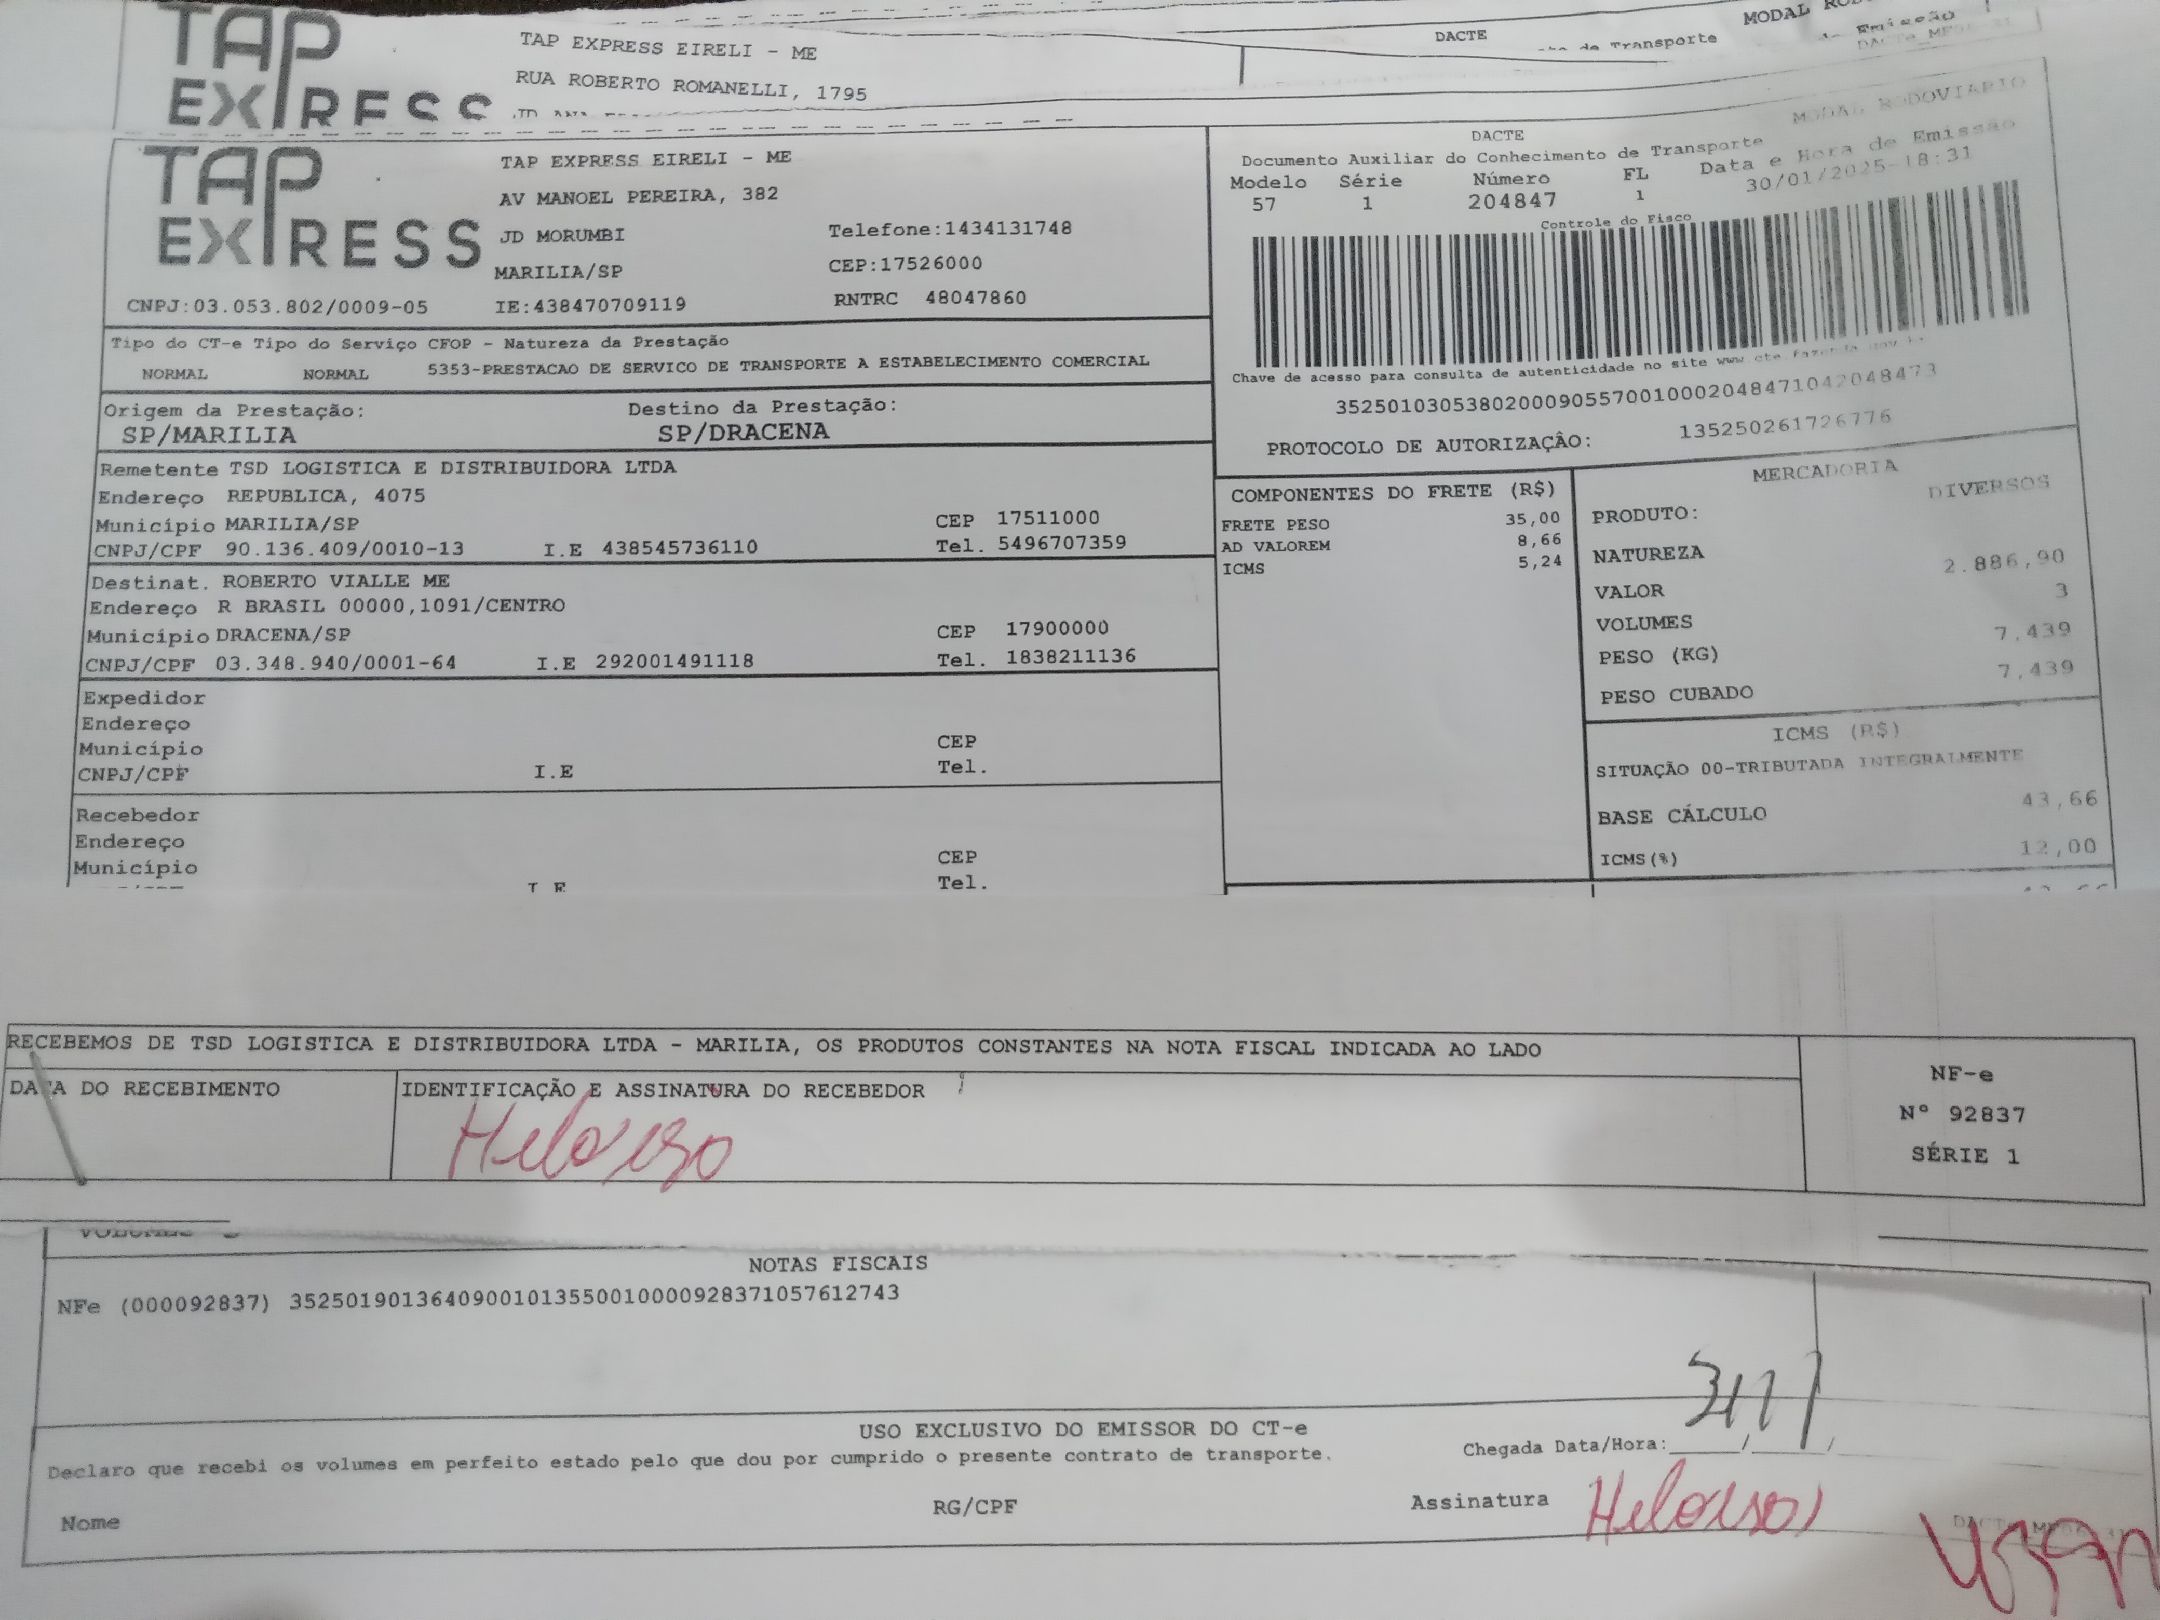 TAP EXPRESS
TAP EXPRESS EIRELI - ME
RUA ROBERTO ROMANELLI, 1795
DACTE
de Transporte
MODAL
Emissão
TAP EXPRESS
TAP EXPRESS EIRELI - ME
AV MANOEL PEREIRA, 382
JD MORUMBI
Telefone:1434131748
MARILIA/SP
CEP:17526000
CNPJ:03.053.802/0009-05
IE:438470709119
RNTRC 48047860
DACTE
MODAL RODOVIARIO
Documento Auxiliar do Conhecimento de Transporte
Modelo Série Número FL Data e Hora de Emissão
57 1 204847 1 30/01/2025-18:31
Controle do Fisco
Chave de acesso para consulta de autenticidade no site www.cte.fazenda.gov.br
35250103053802000905570010002048471042048473
PROTOCOLO DE AUTORIZAÇÂO: 135250261726776
Tipo do CT-e Tipo do Serviço CFOP - Natureza da Prestação
NORMAL NORMAL 5353-PRESTACAO DE SERVICO DE TRANSPORTE A ESTABELECIMENTO COMERCIAL
Origem da Prestação: Destino da Prestação:
SP/MARILIA SP/DRACENA
Remetente TSD LOGISTICA E DISTRIBUIDORA LTDA
Endereço REPUBLICA, 4075
Município MARILIA/SP CEP 17511000
CNPJ/CPF 90.136.409/0010-13 I.E 438545736110 Tel. 5496707359
Destinat. ROBERTO VIALLE ME
Endereço R BRASIL 00000,1091/CENTRO
Município DRACENA/SP CEP 17900000
CNPJ/CPF 03.348.940/0001-64 I.E 292001491118 Tel. 1838211136
Expedidor
Endereço
Município CEP
CNPJ/CPF I.E Tel.
Recebedor
Endereço
Município CEP
I.E Tel.
COMPONENTES DO FRETE (R$)
FRETE PESO 35,00
AD VALOREM 8,66
ICMS 5,24
MERCADORIA
PRODUTO: DIVERSOS
NATUREZA
VALOR 2.886,90
VOLUMES 3
PESO (KG) 7,439
PESO CUBADO 7,439
ICMS (R$)
SITUAÇÃO 00-TRIBUTADA INTEGRALMENTE
BASE CÁLCULO 43,66
ICMS(%) 12,00
RECEBEMOS DE TSD LOGISTICA E DISTRIBUIDORA LTDA - MARILIA, OS PRODUTOS CONSTANTES NA NOTA FISCAL INDICADA AO LADO
DATA DO RECEBIMENTO
IDENTIFICAÇÃO E ASSINATURA DO RECEBEDOR
NF-e
Nº 92837
SÉRIE 1
NOTAS FISCAIS
NFe (000092837) 35250190136409001013550010000928371057612743
USO EXCLUSIVO DO EMISSOR DO CT-e
Declaro que recebi os volumes em perfeito estado pelo que dou por cumprido o presente contrato de transporte.
Chegada Data/Hora:_____/_____/
Nome
RG/CPF
Assinatura